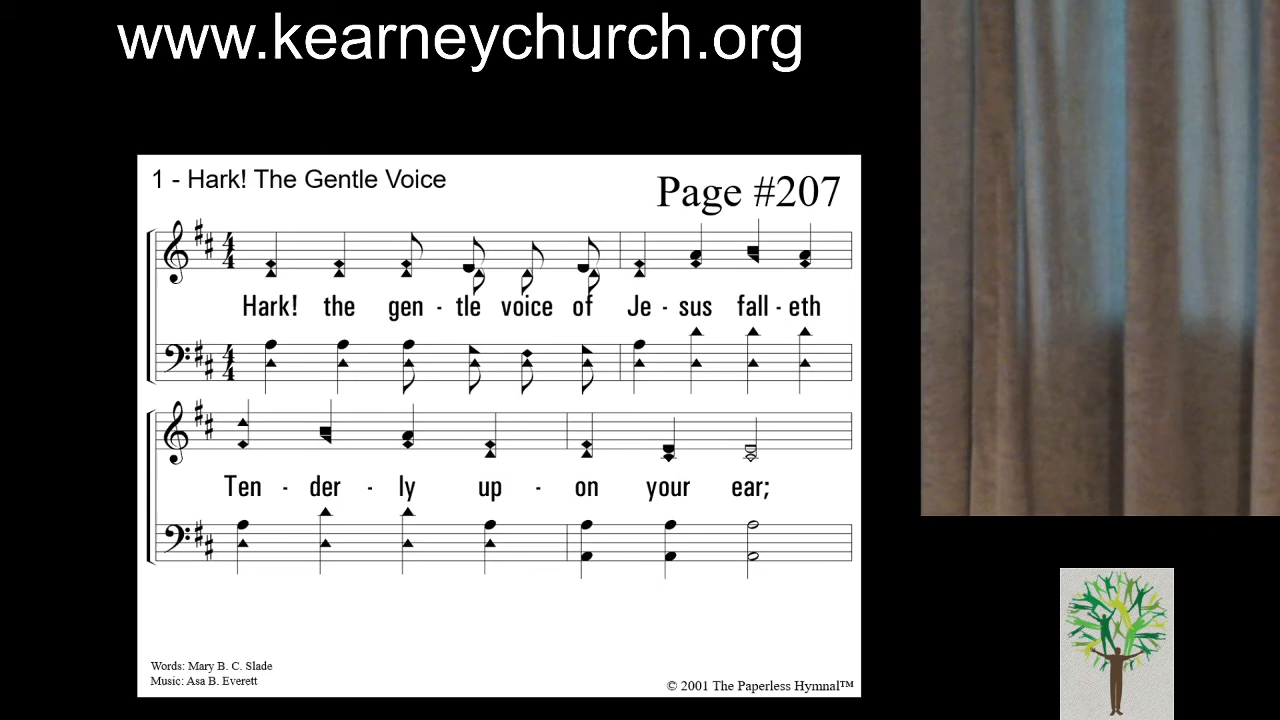 www.kearneychurch.org
1 - Hark! The Gentle Voice
Page #207
Hark! the gen - tle voice of Je - sus fall - eth
Ten - der - ly up - on your ear;
Words: Mary B. C. Slade
Music: Asa B. Everett
© 2001 The Paperless Hymnal™